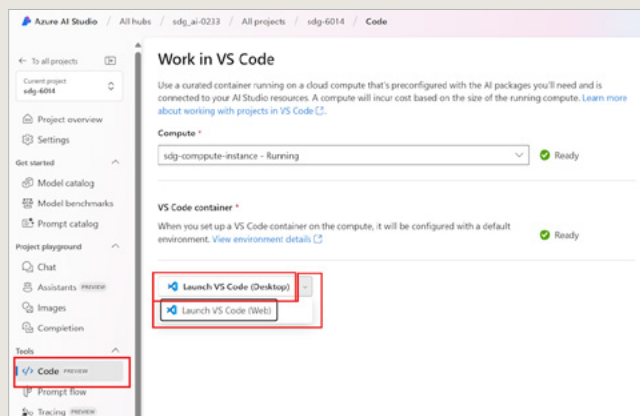 Azure AI Studio / All hubs / sdg_ai-0233 / All projects / sdg-6014 / Code
To all projects
Current project
sdg-6014
Project overview
Settings
Get started
Model catalog
Model benchmarks
Prompt catalog
Project playground
Chat
Assistants PREVIEW
Images
Completion
Tools
Code PREVIEW
Prompt flow
Tracing PREVIEW
Work in VS Code
Use a curated container running on a cloud compute that's preconfigured with the AI packages you'll need and is
connected to your AI Studio resources. A compute will incur cost based on the size of the running compute. Learn more
about working with projects in VS Code.
Compute *
sdg-comppute-instance - Running
Ready
VS Code container *
When you set up a VS Code container on the compute, it will be configured with a default
environment. View environment details
Ready
Launch VS Code (Desktop)
Launch VS Code (Web)